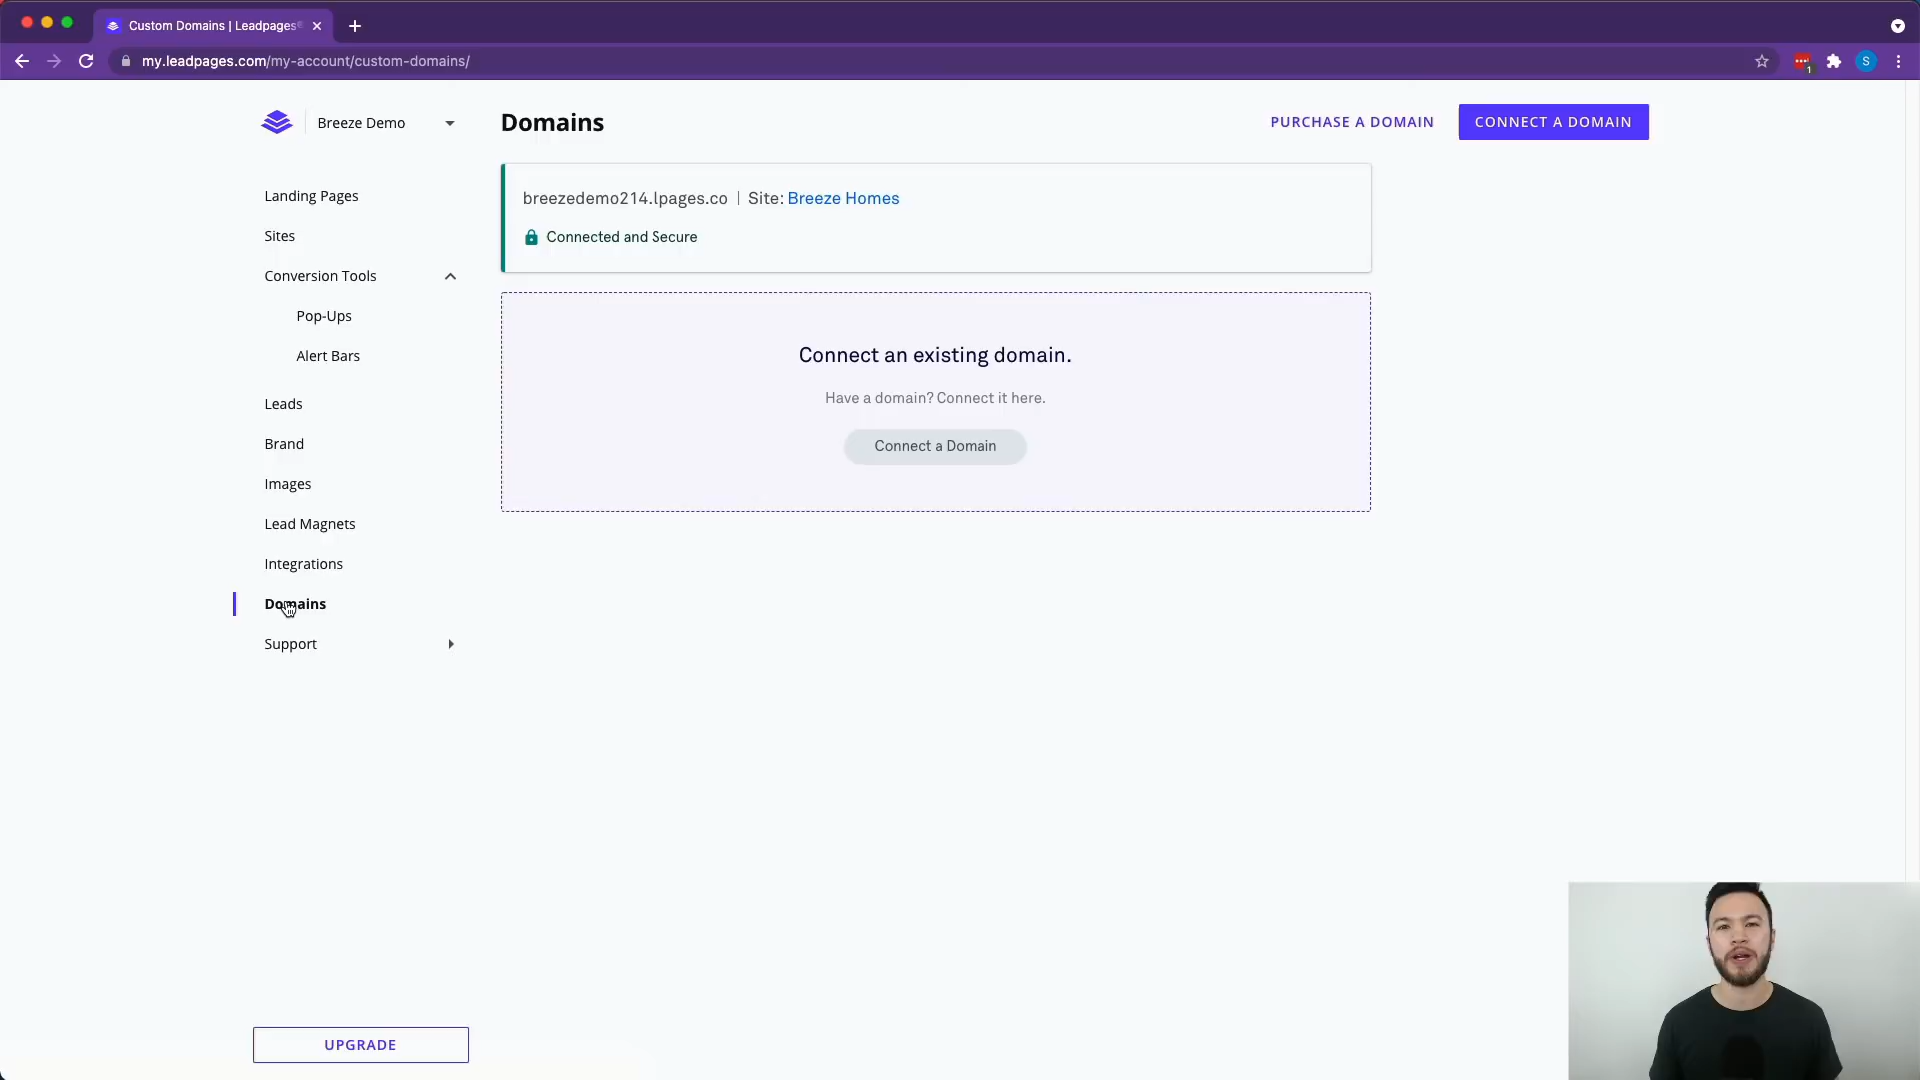 Custom Domains | Leadpages®
my.leadpages.com/my-account/custom-domains/
1
S
Breeze Demo
Domains
PURCHASE A DOMAIN
CONNECT A DOMAIN
Landing Pages
Sites
Conversion Tools
Pop-Ups
Alert Bars
Leads
Brand
Images
Lead Magnets
Integrations
Domains
Support
UPGRADE
breezedemo214.lpages.co | Site: Breeze Homes
Connected and Secure
Connect an existing domain.
Have a domain? Connect it here.
Connect a Domain